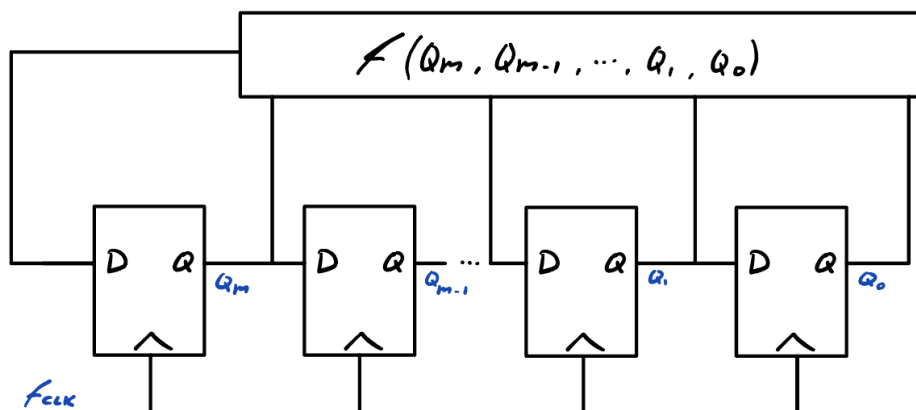 f(Qm, Qm-1, ..., Q1, Q0)
D Q D Q ... D Q D Q
Qm Qm-1 Q1 Q0
fCLK